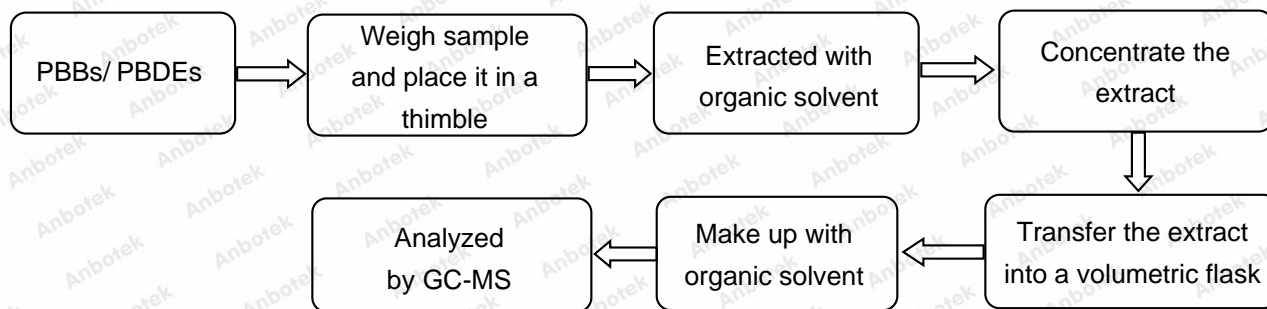 PBBs/ PBDEs
Weigh sample
and place it in a
thimble
Extracted with
organic solvent
Concentrate the
extract
Transfer the extract
into a volumetric flask
Make up with
organic solvent
Analyzed
by GC-MS
Anbotek